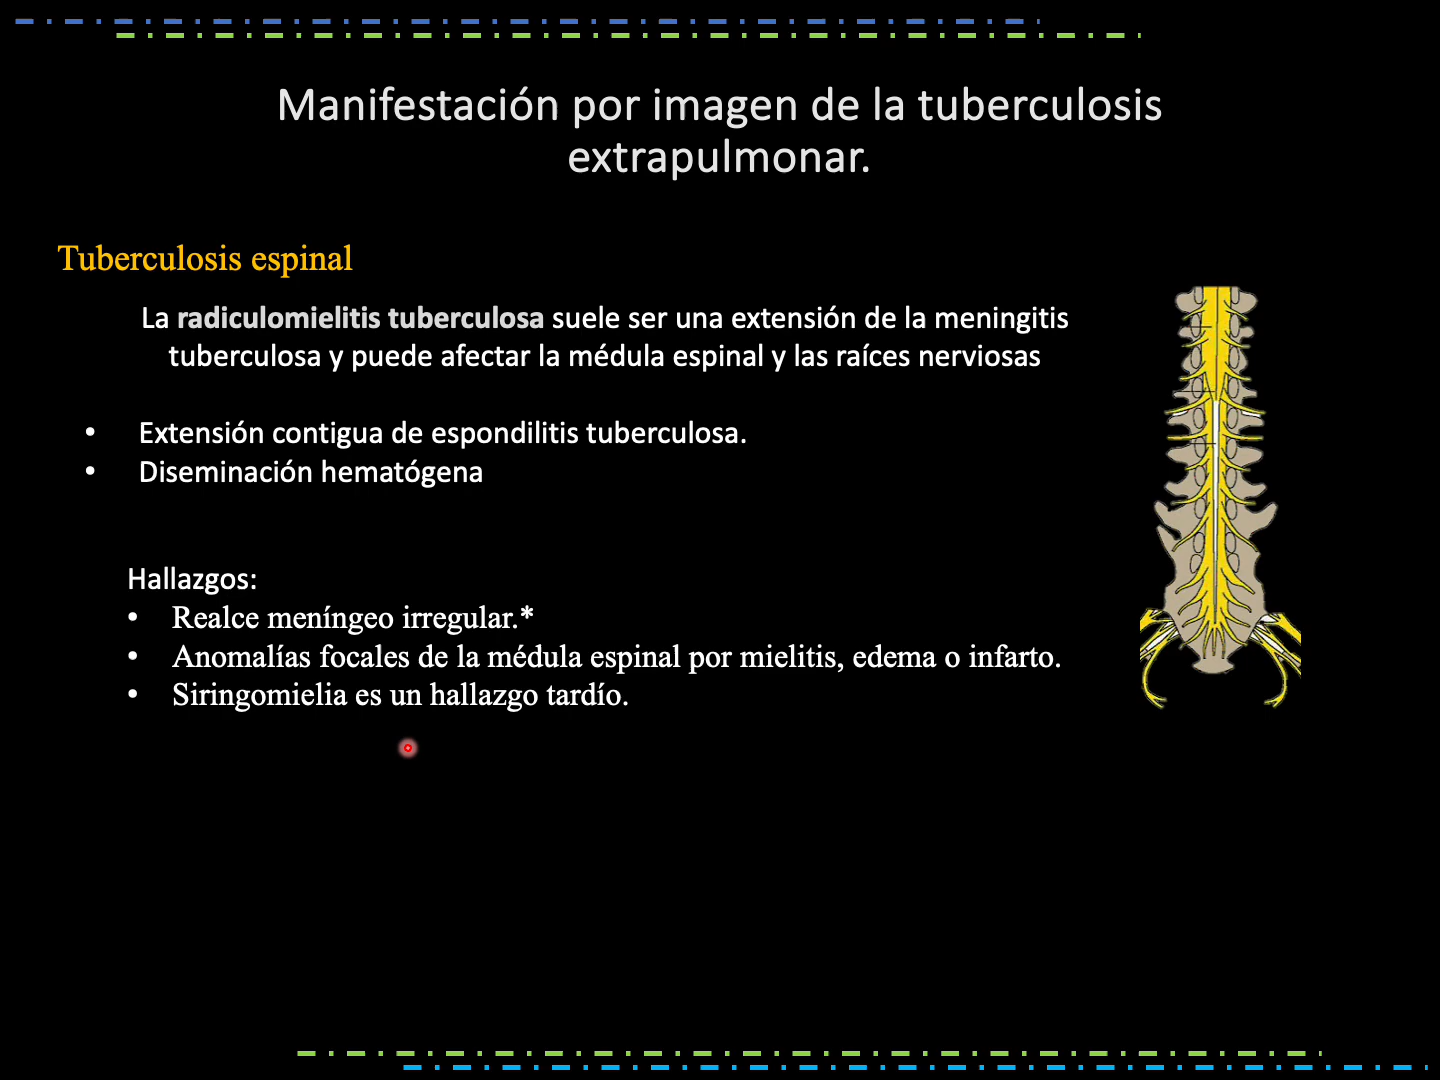 Manifestación por imagen de la tuberculosis
extrapulmonar.
Tuberculosis espinal
La radiculomielitis tuberculosa suele ser una extensión de la meningitis
tuberculosa y puede afectar la médula espinal y las raíces nerviosas
• Extensión contigua de espondilitis tuberculosa.
• Diseminación hematógena
Hallazgos:
• Realce meníngeo irregular.*
• Anomalías focales de la médula espinal por mielitis, edema o infarto.
• Siringomielia es un hallazgo tardío.